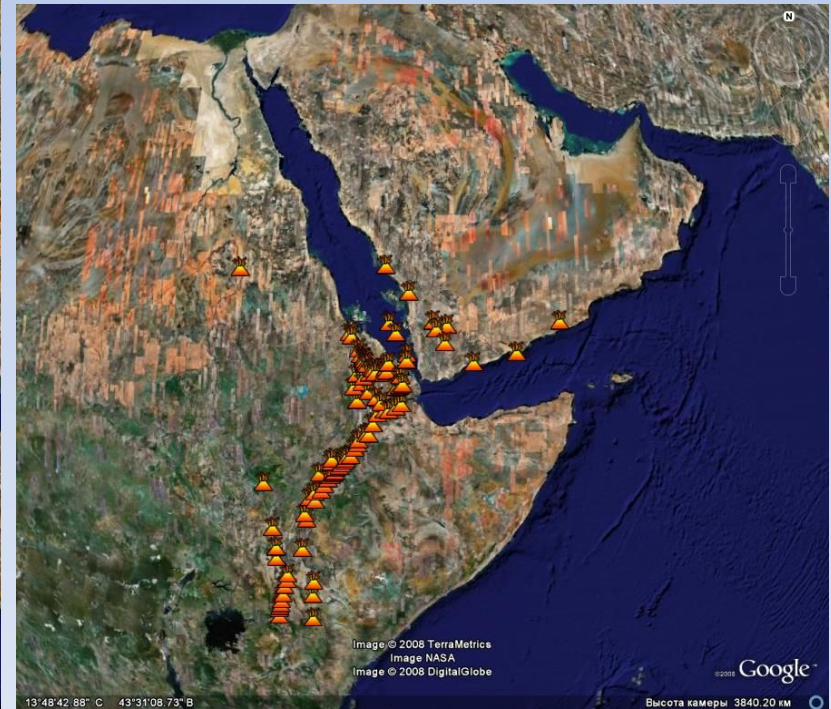 N
Image © 2008 TerraMetrics
Image NASA
Image © 2008 DigitalGlobe
©2008 Google™
13°48'42.88" С 43°31'08.73" В Высота камеры 3840.20 км